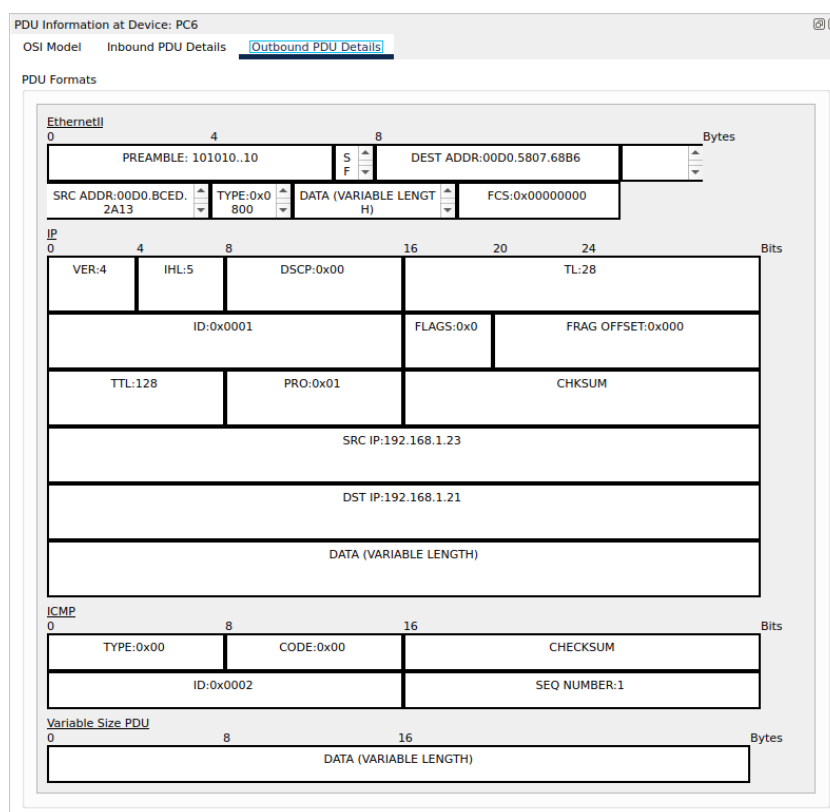 PDU Information at Device: PC6
OSI Model Inbound PDU Details Outbound PDU Details
PDU Formats
EthernetII
0 4 8 Bytes
PREAMBLE: 101010..10 S F DEST ADDR:00D0.5807.68B6
SRC ADDR:00D0.BCED. 2A13 TYPE:0x0 800 DATA (VARIABLE LENGT H) FCS:0x00000000
IP
0 4 8 16 20 24 Bits
VER:4 IHL:5 DSCP:0x00 TL:28
ID:0x0001 FLAGS:0x0 FRAG OFFSET:0x000
TTL:128 PRO:0x01 CHKSUM
SRC IP:192.168.1.23
DST IP:192.168.1.21
DATA (VARIABLE LENGTH)
ICMP
0 8 16 Bits
TYPE:0x00 CODE:0x00 CHECKSUM
ID:0x0002 SEQ NUMBER:1
Variable Size PDU
0 8 16 Bytes
DATA (VARIABLE LENGTH)